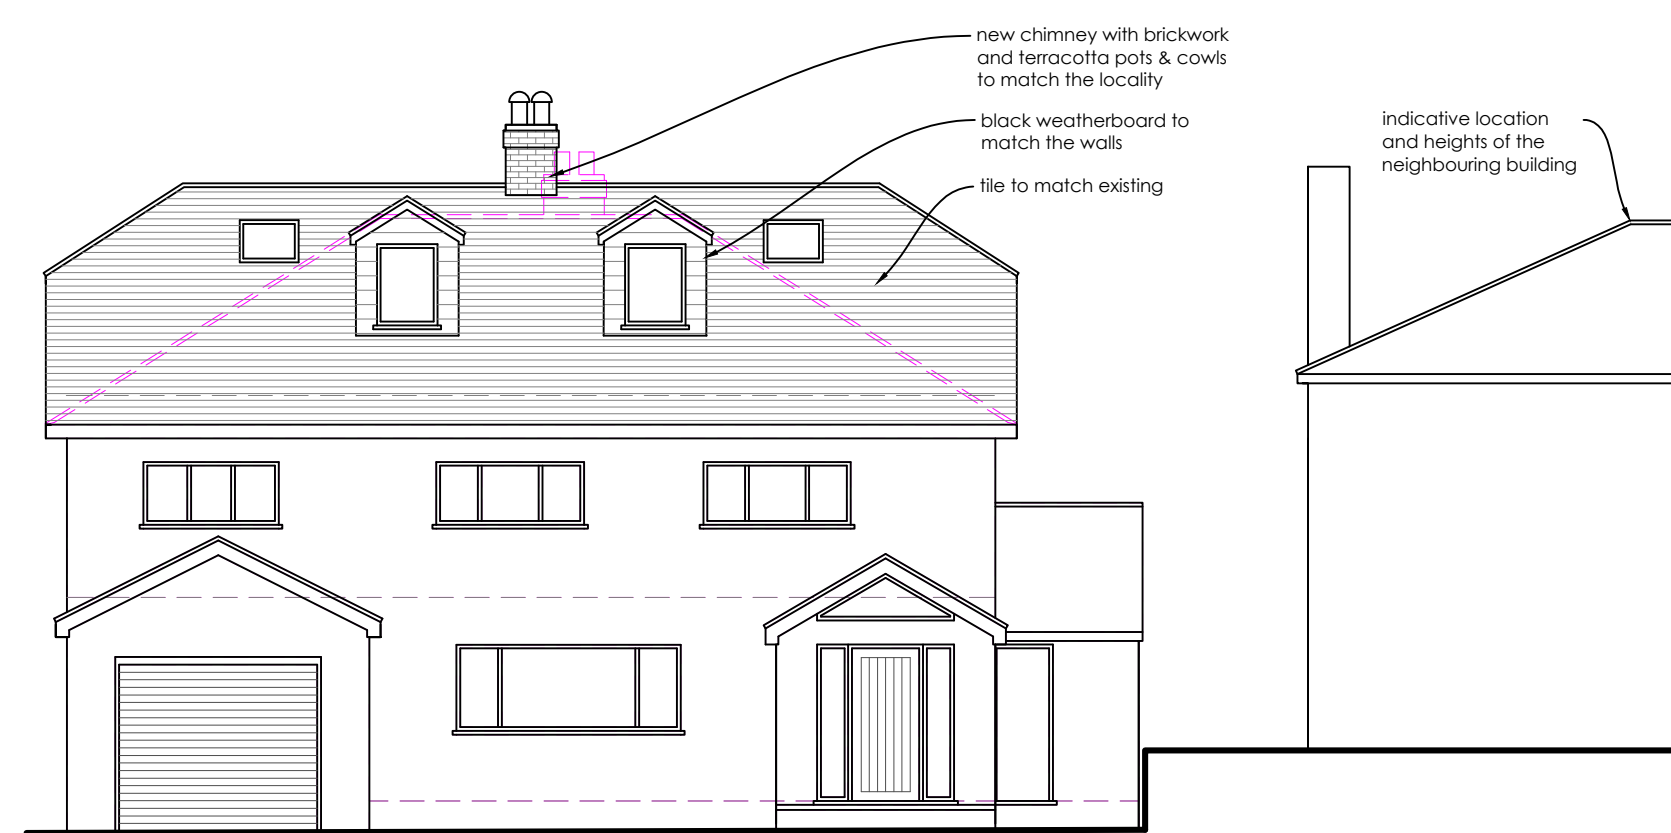 new chimney with brickwork
and terracotta pots & cowls
to match the locality
black weatherboard to
match the walls
tile to match existing
indicative location
and heights of the
neighbouring building